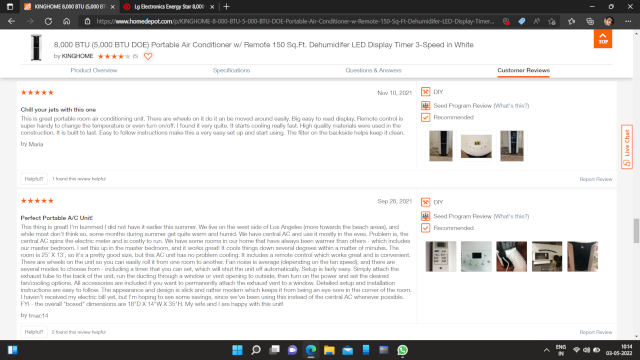 KINGHOME 8,000 BTU (5,000 BTU
Lg Electronics Energy Star 8,000
https://www.homedepot.com/p/KINGHOME-8-000-BTU-5-000-BTU-DOE-Portable-Air-Conditioner-w-Remote-150-Sq-Ft-Dehumidifer-LED-Display-Timer...
8,000 BTU (5,000 BTU DOE) Portable Air Conditioner w/ Remote 150 Sq.Ft. Dehumidifer LED Display Timer 3-Speed in White
by KINGHOME
TOP
Product Overview
Specifications
Questions & Answers
Customer Reviews
Nov 10, 2021
Chill your jets with this one
This is great portable room air conditioning unit. There are wheels on it do it an be moved around easily. Big easy to read display. Remote control is
super handy to change the temperature or even turn on/off. I found it very quite. It starts cooling really fast. High quality materials were used in the
construction. It is built to last. Easy to follow instructions make this a very easy set up and start using. The filter on the backside helps keep it clean.
by Maria
DIY
Seed Program Review (What's this?)
Recommended
Live Chat
Helpful?
1 found this review helpful
Report Review
Sep 26, 2021
Perfect Portable A/C Unit!
This thing is great! I'm bummed I did not have it earlier this summer. We live on the west side of Los Angeles (more towards the beach areas), and
while most don't think so, some months during summer get quite warm and humid. We have central AC and use it mostly in the eves. Problem is, the
central AC spins the electric meter and is costly to run. We have some rooms in our home that have always been warmer than others - which includes
our master bedroom. I set this up in the master bedroom, and it works great! It cools things down several degrees within a matter of minutes. The
room is 25' X 13', so it's a pretty good size, but this AC unit has no problem cooling. It includes a remote control which works great and is convenient.
There are wheels on the unit so you can easily roll it from one room to another. Fan noise is average (depending on the fan speed), and there are
several modes to choose from - including a timer that you can set, which will shut the unit off automatically. Setup is fairly easy. Simply attach the
exhaust tube to the back of the unit, run the ducting through a window or vent opening to outside, then turn on the power and set the desired
fan/cooling options. All accessories are included if you want to permanently attach the exhaust vent to a window. Detailed setup and installation
instructions are easy to follow. The appearance and design is slick and rather modern which keeps it from being an eye-sore in the corner of the room.
I haven't received my electric bill yet, but I'm hoping to see some savings, since we've been using this instead of the central AC whenever possible.
FYI - the overall "boxed" dimensions are 16"D X 14"W X 35"H. My wife and I are happy with this unit!
by tmac14
DIY
Seed Program Review (What's this?)
Recommended
Helpful?
2 found this review helpful
Report Review
ENG
IN
18:14
03-05-2022